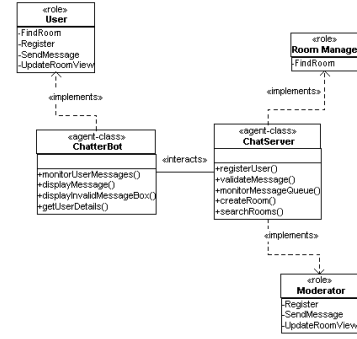 «role»
User
-FindRoom
-Register
-SendMessage
-UpdateRoomView
«role»
Room Manage
-FindRoom
«implements»
«implements»
«agent-class»
ChatterBot
+monitorUserMessages()
+displayMessage()
+displayInvalidMessageBox()
+getUserDetails()
«interacts»
«agent-class»
ChatServer
+registerUser()
+validateMessage()
+monitorMessageQueue()
+createRoom()
+searchRooms()
«implements»
«role»
Moderator
-Register
-SendMessage
-UpdateRoomView